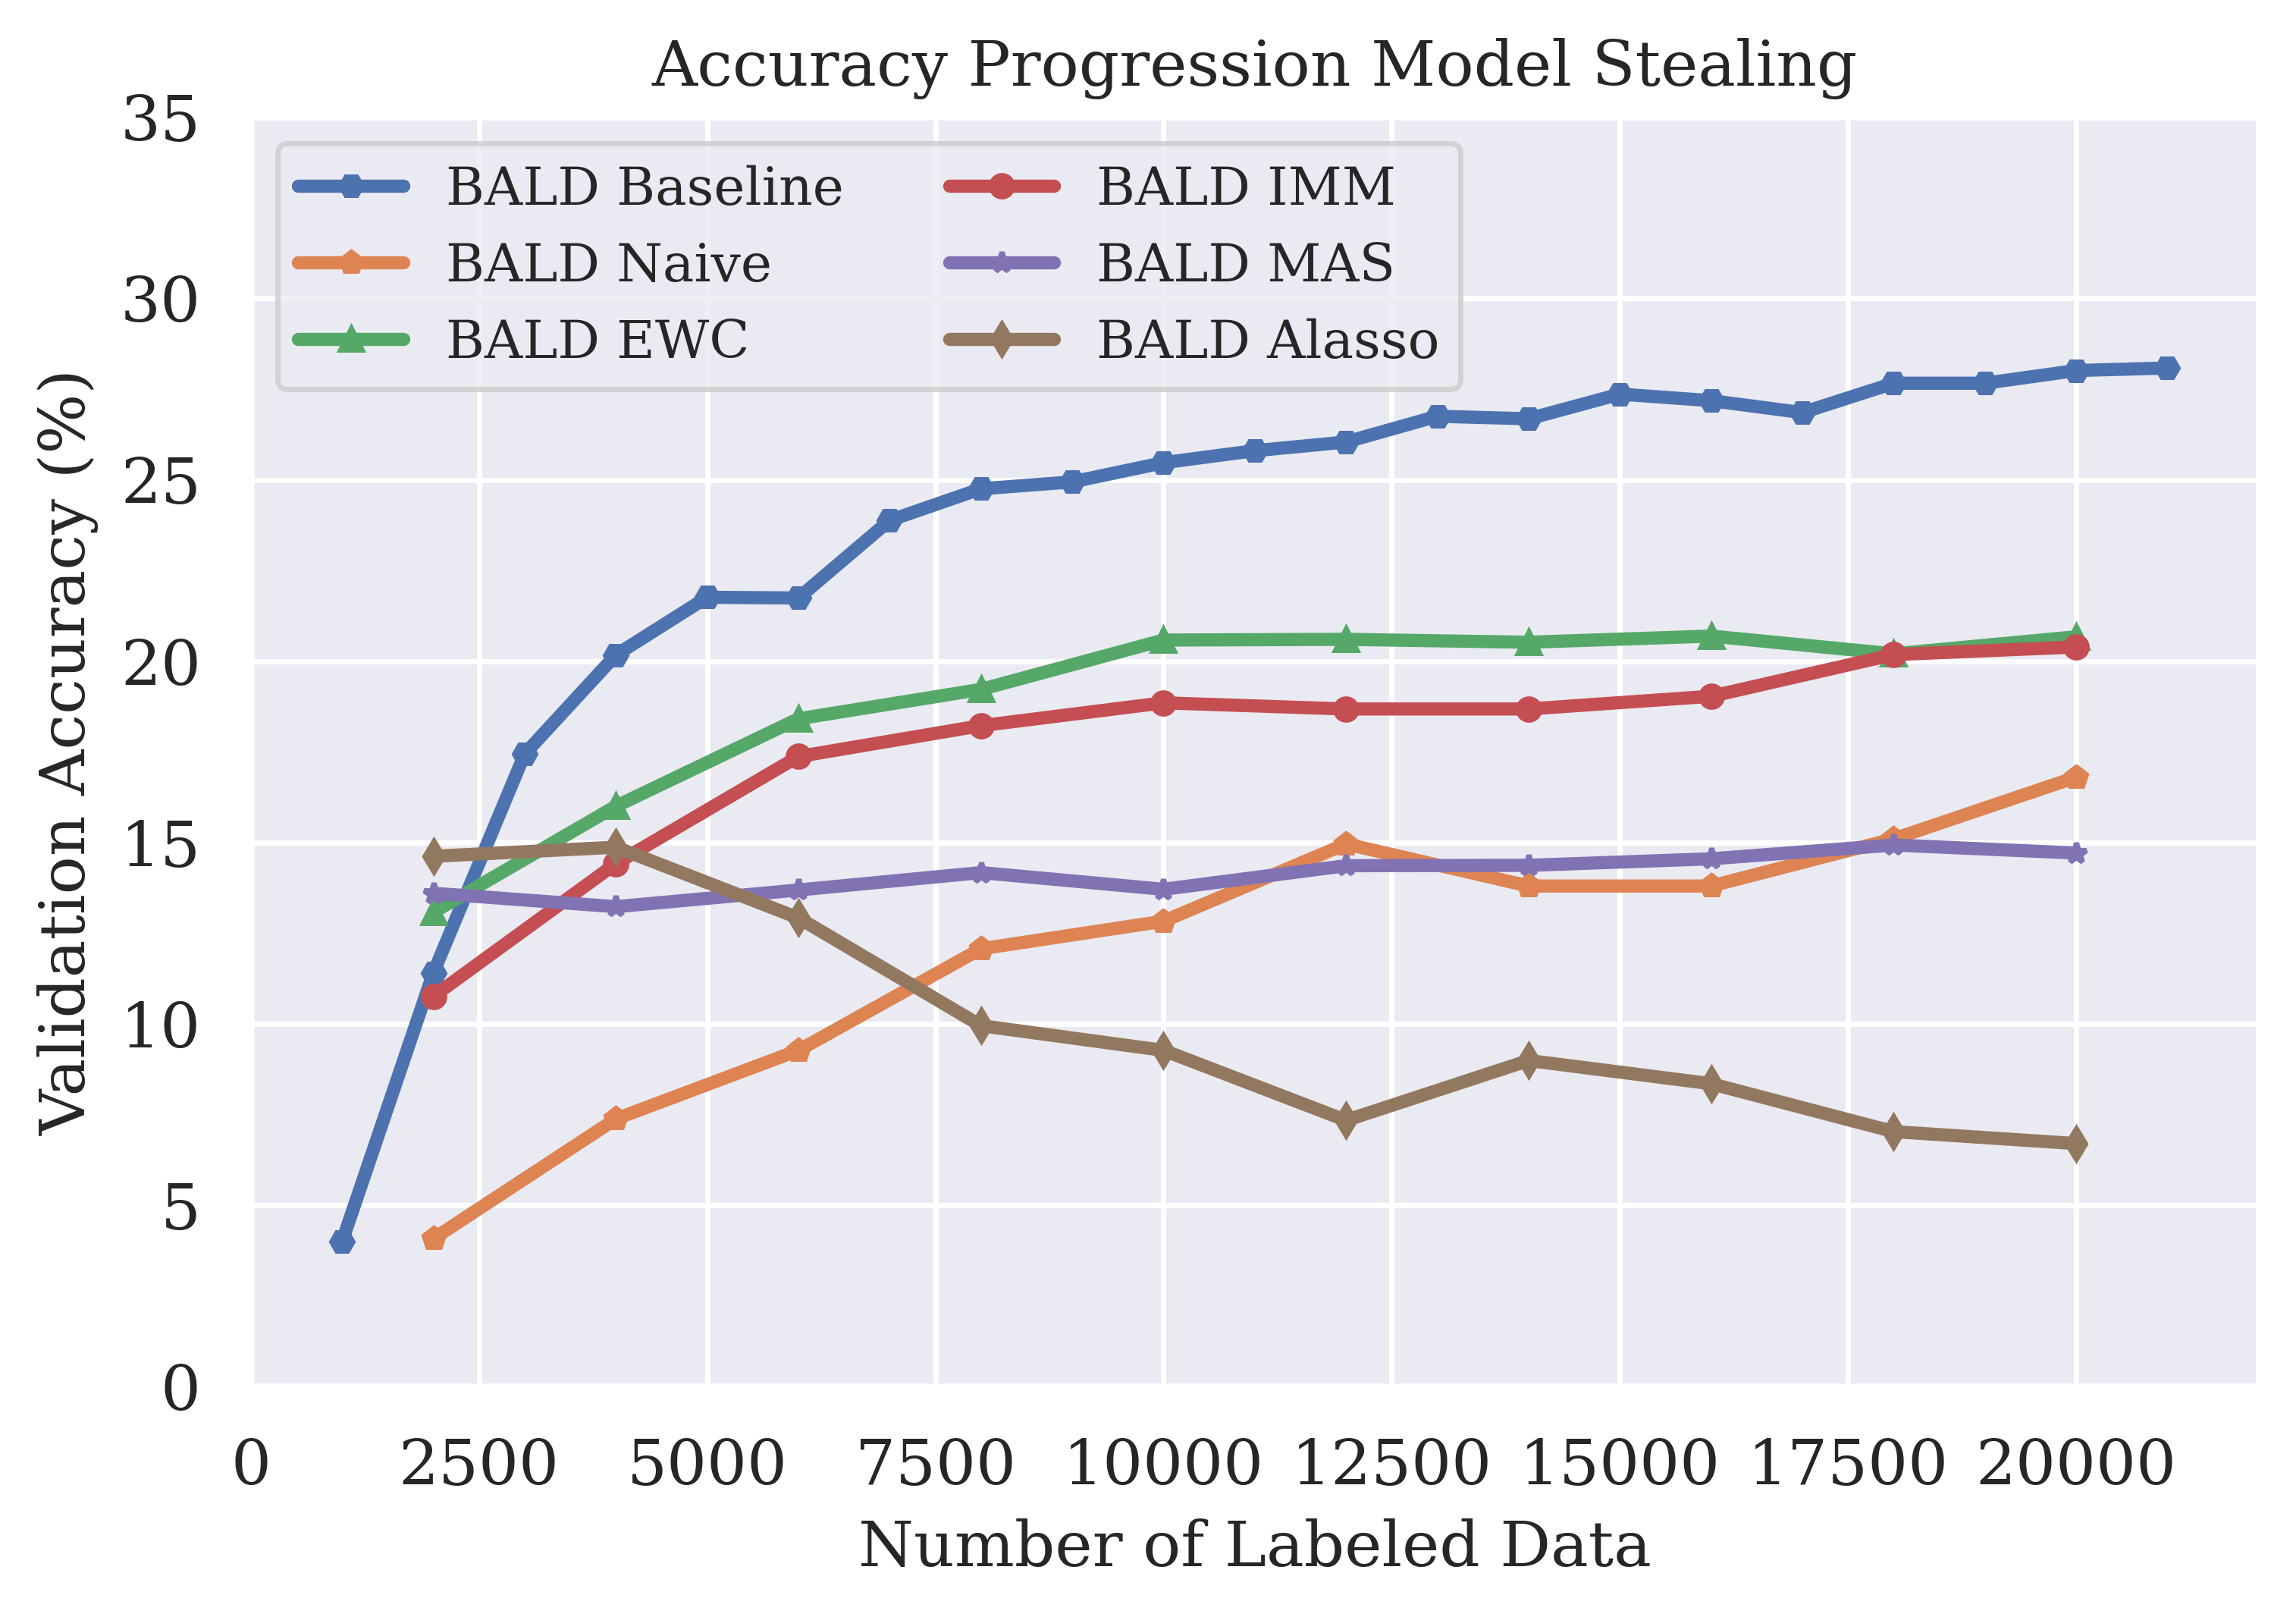 Accuracy Progression Model Stealing
35
30
25
20
15
10
5
0
Validation Accuracy (%)
BALD Baseline
BALD Naive
BALD EWC
BALD IMM
BALD MAS
BALD Alasso
0 2500 5000 7500 10000 12500 15000 17500 20000
Number of Labeled Data